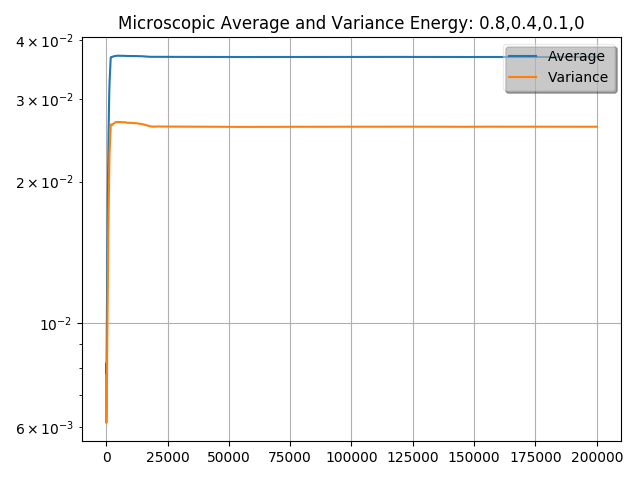 Microscopic Average and Variance Energy: 0.8,0.4,0.1,0
4 × 10⁻²
3 × 10⁻²
2 × 10⁻²
10⁻²
6 × 10⁻³
Average
Variance
0 25000 50000 75000 100000 125000 150000 175000 200000